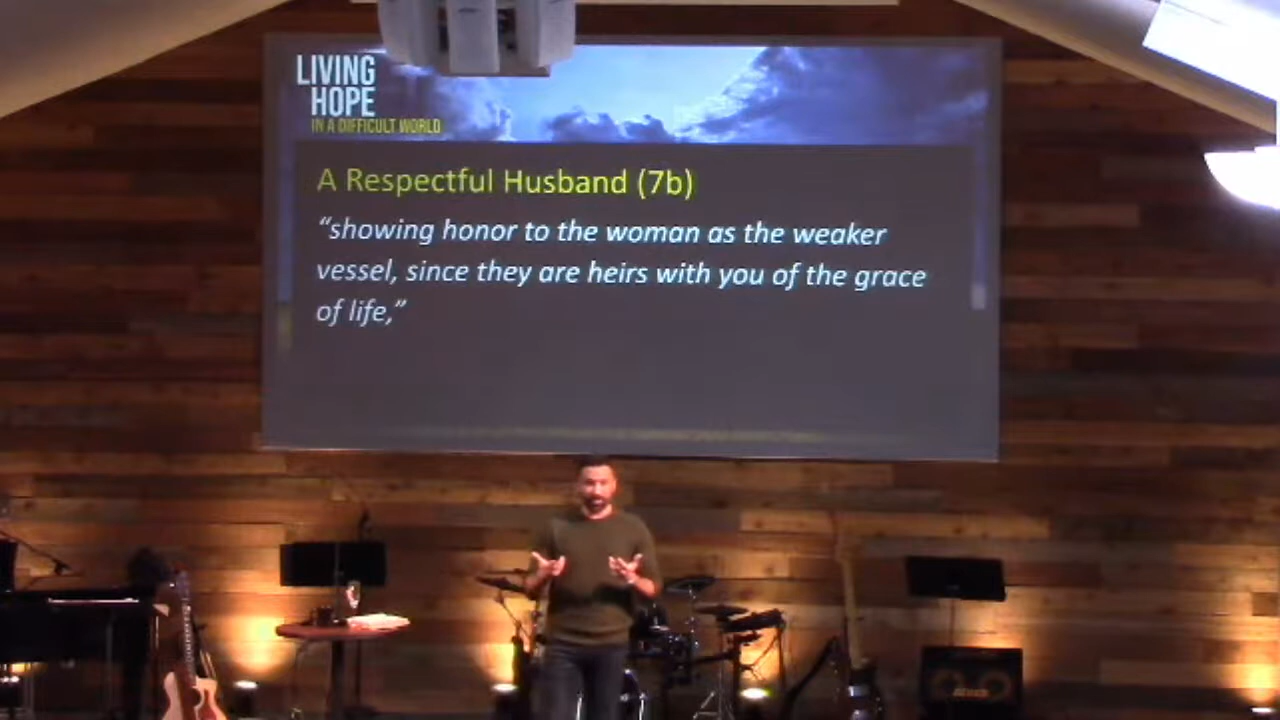 LIVING
HOPE
IN A DIFFICULT WORLD
A Respectful Husband (7b)
“showing honor to the woman as the weaker
vessel, since they are heirs with you of the grace
of life,”